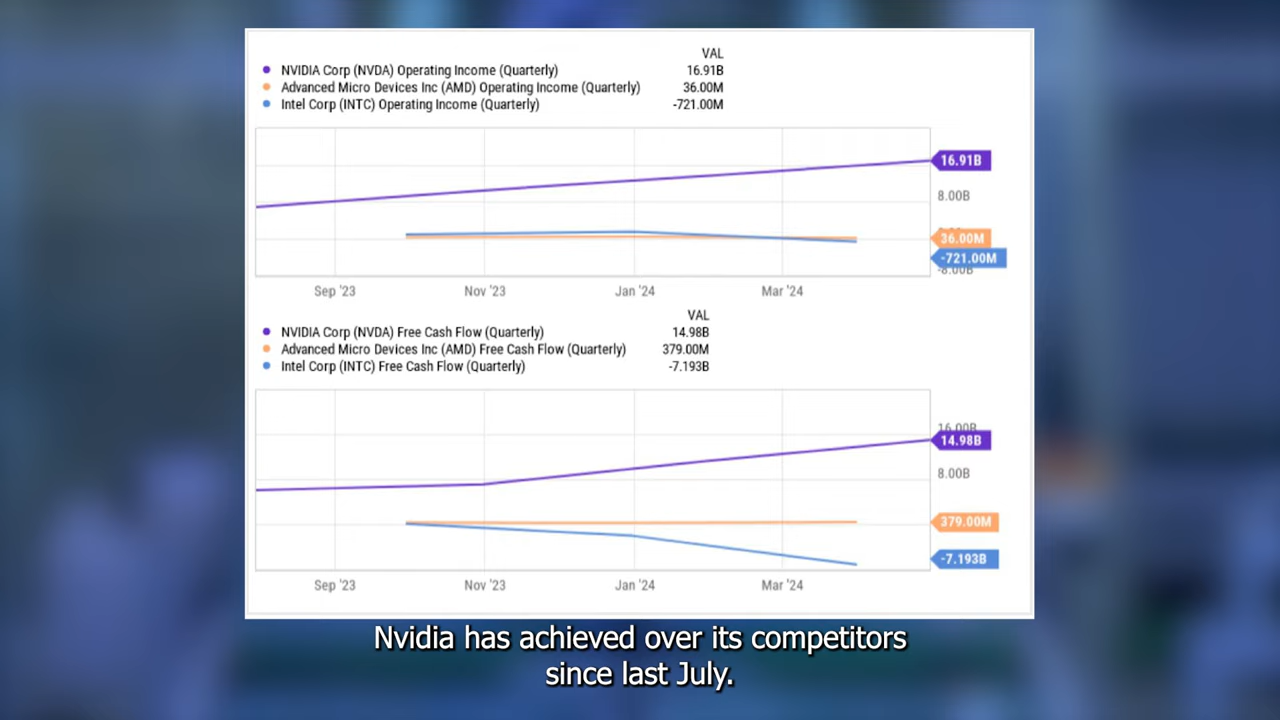 VAL
NVIDIA Corp (NVDA) Operating Income (Quarterly) 16.91B
Advanced Micro Devices Inc (AMD) Operating Income (Quarterly) 36.00M
Intel Corp (INTC) Operating Income (Quarterly) -721.00M
16.91B
8.00B
36.00M
-721.00M
-8.00B
Sep '23 Nov '23 Jan '24 Mar '24
VAL
NVIDIA Corp (NVDA) Free Cash Flow (Quarterly) 14.98B
Advanced Micro Devices Inc (AMD) Free Cash Flow (Quarterly) 379.00M
Intel Corp (INTC) Free Cash Flow (Quarterly) -7.193B
16.00B
14.98B
8.00B
379.00M
-7.193B
Sep '23 Nov '23 Jan '24 Mar '24
Nvidia has achieved over its competitors
since last July.